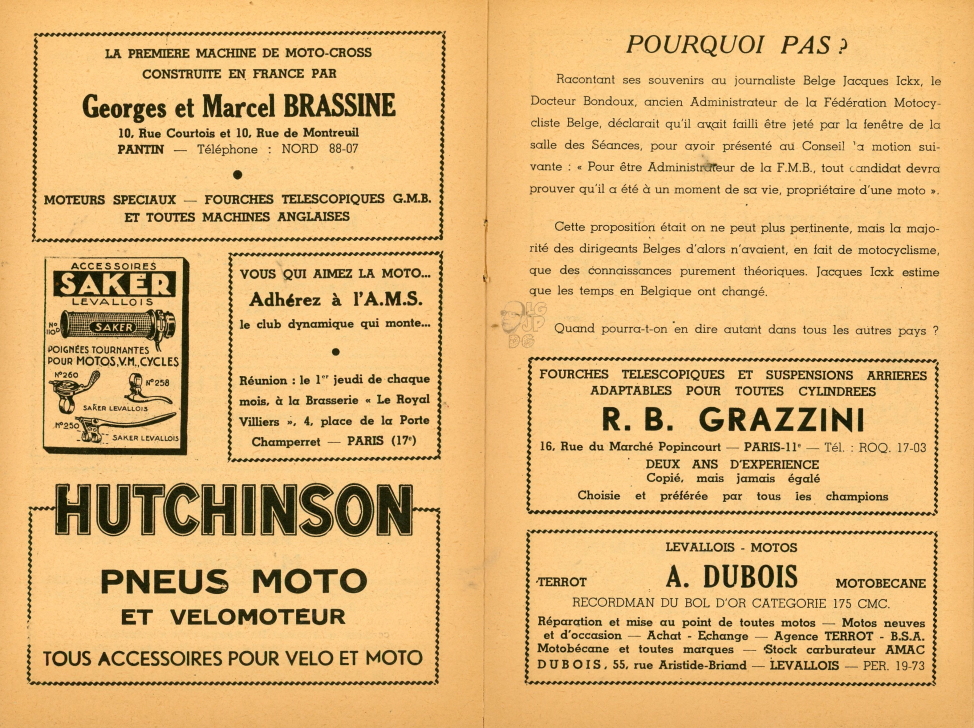 LA PREMIERE MACHINE DE MOTO-CROSS
CONSTRUITE EN FRANCE PAR
Georges et Marcel BRASSINE
10, Rue Courtois et 10, Rue de Montreuil
PANTIN — Téléphone : NORD 88-07
MOTEURS SPECIAUX — FOURCHES TELESCOPIQUES G.M.B.
ET TOUTES MACHINES ANGLAISES
ACCESSOIRES
SAKER
LEVALLOIS
No 110D
SAKER
POIGNÉES TOURNANTES
POUR MOTOS, V.M., CYCLES
No 260
No 258
SAKER LEVALLOIS
No 250
SAKER LEVALLOIS
VOUS QUI AIMEZ LA MOTO...
Adhérez à l'A.M.S.
le club dynamique qui monte...
Réunion : le 1er jeudi de chaque
mois, à la Brasserie « Le Royal
Villiers », 4, place de la Porte
Champerret — PARIS (17e)
HUTCHINSON
PNEUS MOTO
ET VELOMOTEUR
TOUS ACCESSOIRES POUR VELO ET MOTO
POURQUOI PAS ?
Racontant ses souvenirs au journaliste Belge Jacques Ickx, le
Docteur Bondoux, ancien Administrateur de la Fédération Motocy-
cliste Belge, déclarait qu'il avait failli être jeté par la fenêtre de la
salle des Séances, pour avoir présenté au Conseil la motion sui-
vante : « Pour être Administrateur de la F.M.B., tout candidat devra
prouver qu'il a été à un moment de sa vie, propriétaire d'une moto ».
Cette proposition était on ne peut plus pertinente, mais la majo-
rité des dirigeants Belges d'alors n'avaient, en fait de motocyclisme,
que des connaissances purement théoriques. Jacques Icxk estime
que les temps en Belgique ont changé.
Quand pourra-t-on en dire autant dans tous les autres pays ?
FOURCHES TELESCOPIQUES ET SUSPENSIONS ARRIERES
ADAPTABLES POUR TOUTES CYLINDREES
R. B. GRAZZINI
16, Rue du Marché Popincourt — PARIS-11e — Tél. : ROQ. 17-03
DEUX ANS D'EXPERIENCE
Copié, mais jamais égalé
Choisie et préférée par tous les champions
LEVALLOIS - MOTOS
TERROT A. DUBOIS MOTOBECANE
RECORDMAN DU BOL D'OR CATEGORIE 175 CMC.
Réparation et mise au point de toutes motos — Motos neuves
et d'occasion — Achat - Echange — Agence TERROT - B.S.A.
Motobécane et toutes marques — Stock carburateur AMAC
DUBOIS, 55, rue Aristide-Briand — LEVALLOIS — PER. 19-73